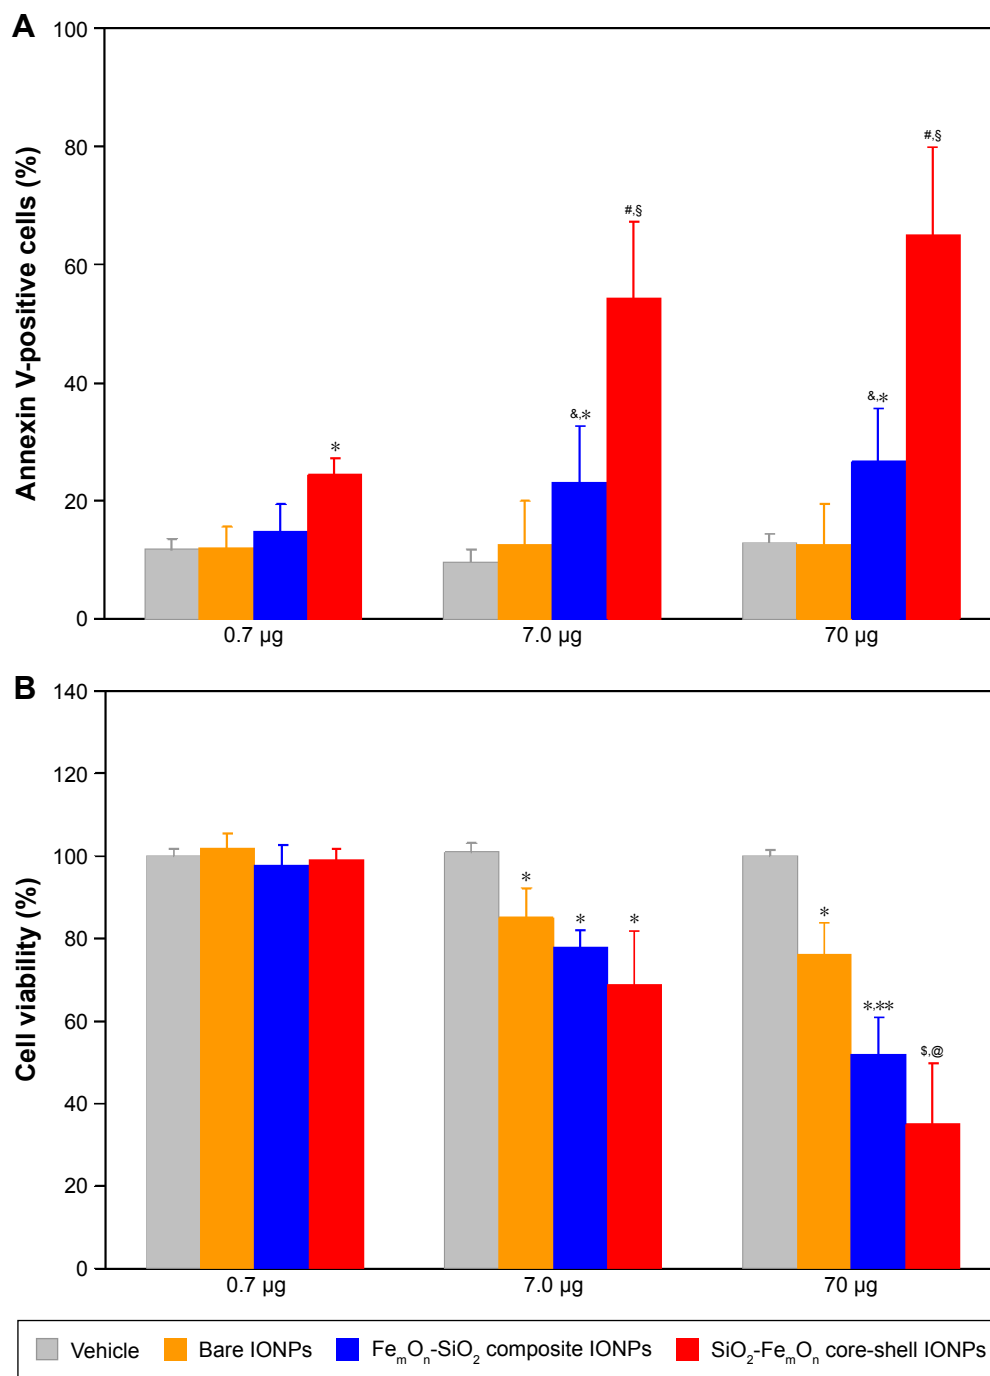 A
Annexin V-positive cells (%)
100
80
60
40
20
0
*
&,*
#,§
&,*
#,§
0.7 µg 7.0 µg 70 µg
B
Cell viability (%)
140
120
100
80
60
40
20
0
* * *
*
*,**
$,@
0.7 µg 7.0 µg 70 µg
Vehicle Bare IONPs FemOn-SiO2 composite IONPs SiO2-FemOn core-shell IONPs